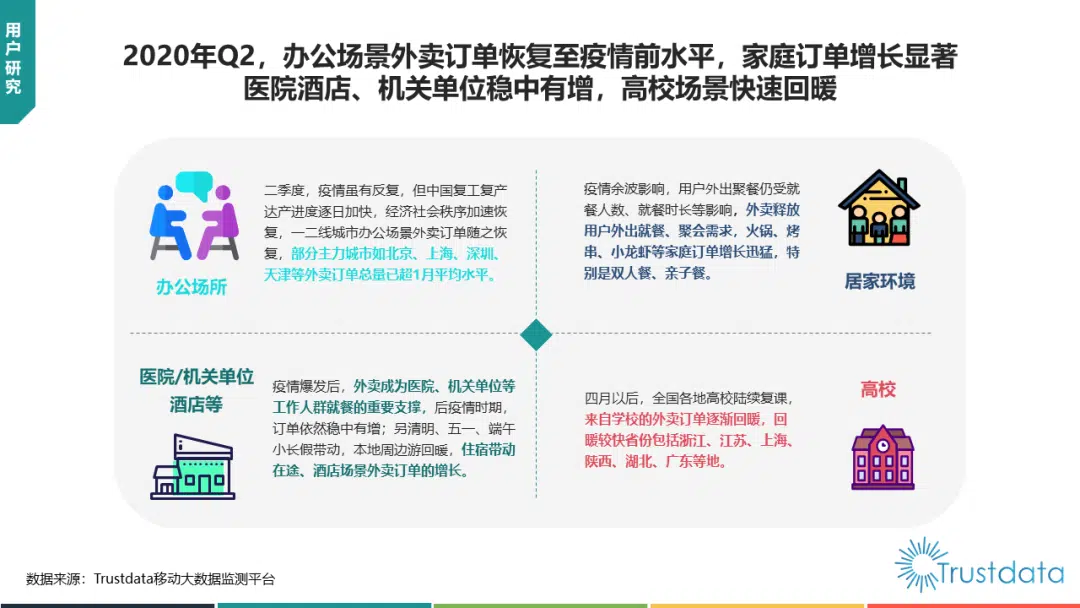 用户研究
2020年Q2，办公场景外卖订单恢复至疫情前水平，家庭订单增长显著
医院酒店、机关单位稳中有增，高校场景快速回暖
二季度，疫情虽有反复，但中国复工复产
达产进度逐日加快，经济社会秩序加速恢
复，一二线城市办公场景外卖订单随之恢
复，部分主力城市如北京、上海、深圳、
天津等外卖订单总量已超1月平均水平。
办公场所
疫情余波影响，用户外出聚餐仍受就
餐人数、就餐时长等影响，外卖释放
用户外出就餐、聚会需求，火锅、烤
串、小龙虾等家庭订单增长迅猛，特
别是双人餐、亲子餐。
居家环境
医院/机关单位
酒店等
疫情爆发后，外卖成为医院、机关单位等
工作人群就餐的重要支撑，后疫情时期，
订单依然稳中有增；另清明、五一、端午
小长假带动，本地周边游回暖，住宿带动
在途、酒店场景外卖订单的增长。
四月以后，全国各地高校陆续复课，
来自学校的外卖订单逐渐回暖，回
暖较快省份包括浙江、江苏、上海、
陕西、湖北、广东等地。
高校
数据来源：Trustdata移动大数据监测平台
Trustdata